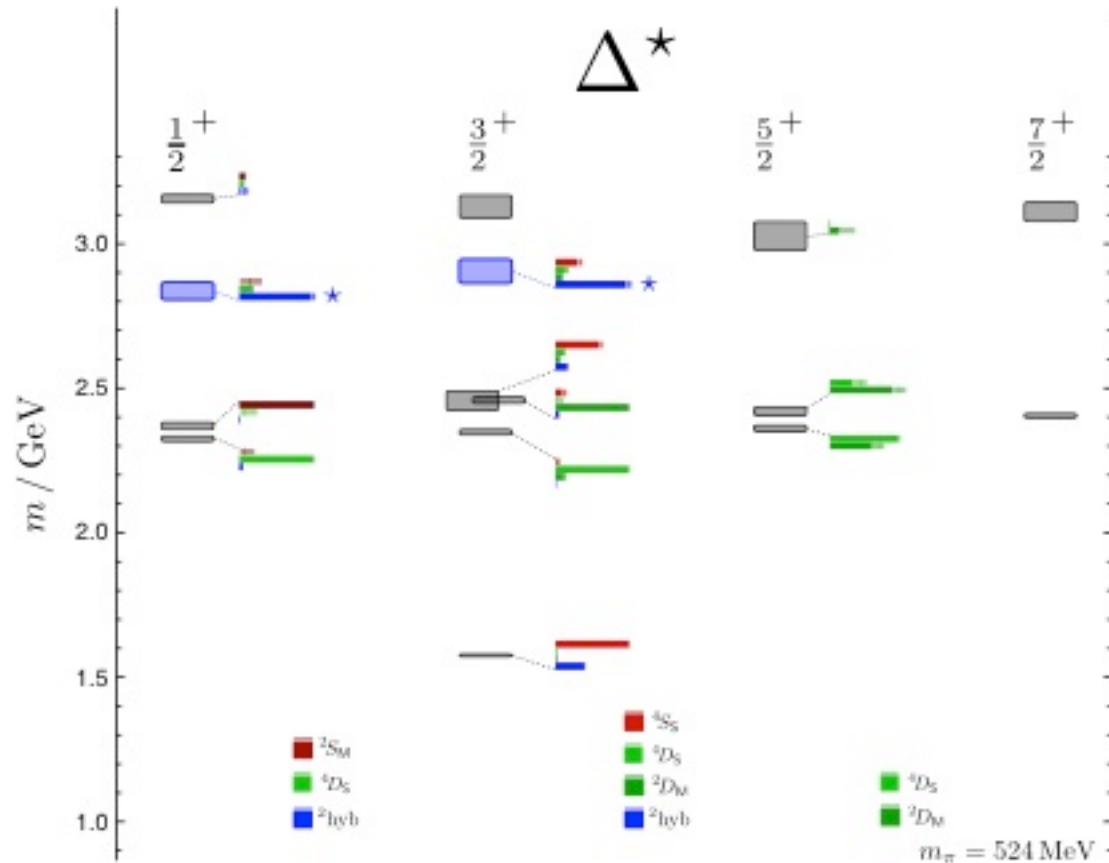 Δ*
1/2+ 3/2+ 5/2+ 7/2+
m / GeV
3.0
2.5
2.0
1.5
1.0
²S_M
⁴D_S
²hyb
⁴S_S
⁴D_S
²D_M
²hyb
⁴D_S
²D_M
m_π = 524 MeV